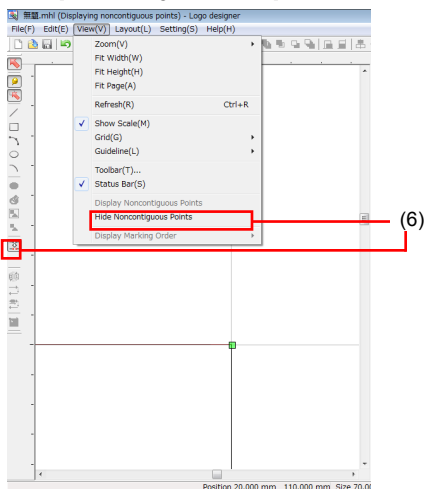 無題.mhl (Displaying noncontiguous points) - Logo designer
File(F) Edit(E) View(V) Layout(L) Setting(S) Help(H)
Zoom(V)
Fit Width(W)
Fit Height(H)
Fit Page(A)
Refresh(R) Ctrl+R
Show Scale(M)
Grid(G)
Guideline(L)
Toolbar(T)...
Status Bar(S)
Display Noncontiguous Points
Hide Noncontiguous Points
(6)
Display Marking Order
Position 20.000 mm 110.000 mm Size 70.0